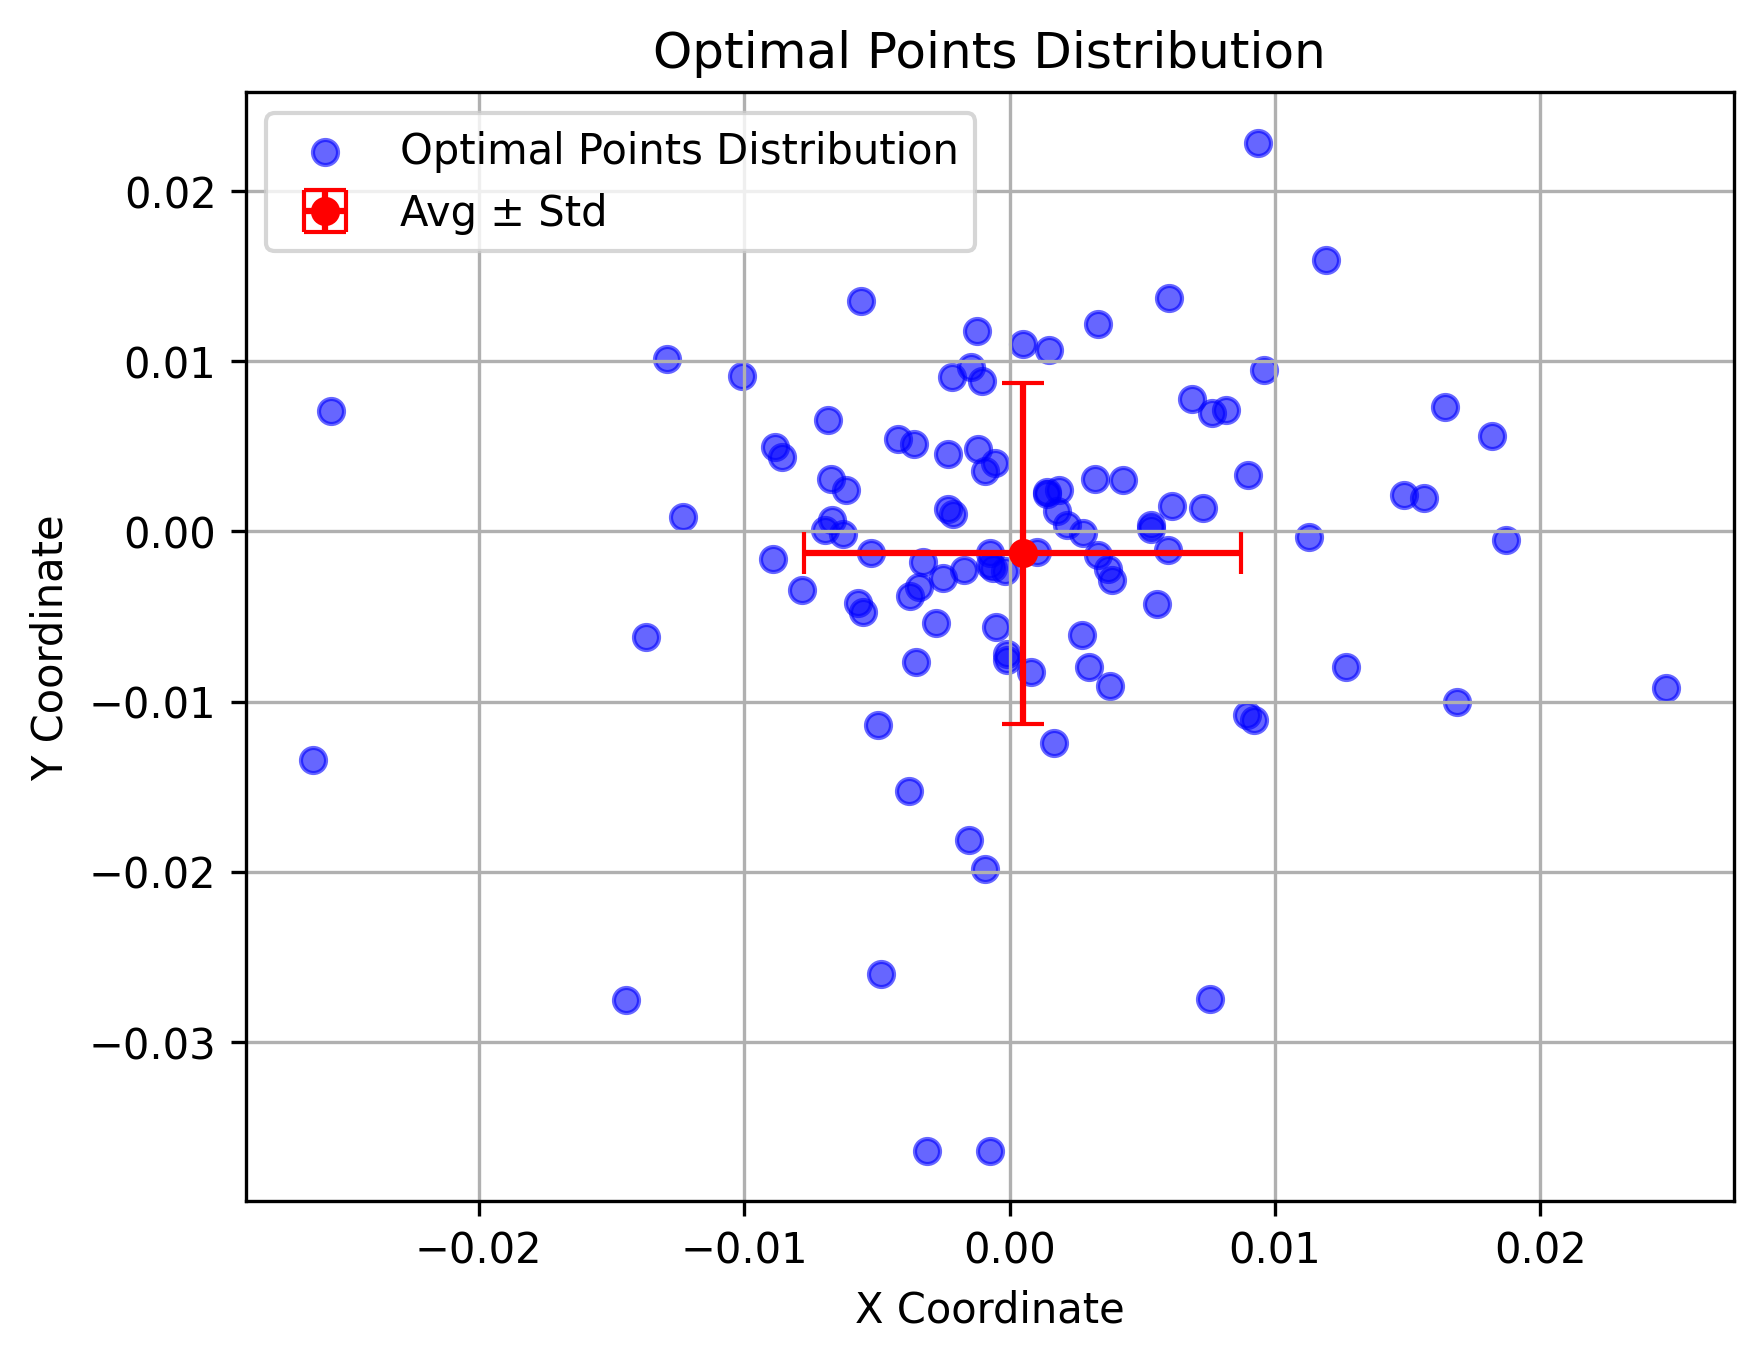 Optimal Points Distribution
Optimal Points Distribution
Avg ± Std
0.02
0.01
0.00
−0.01
−0.02
−0.03
Y Coordinate
−0.02 −0.01 0.00 0.01 0.02
X Coordinate